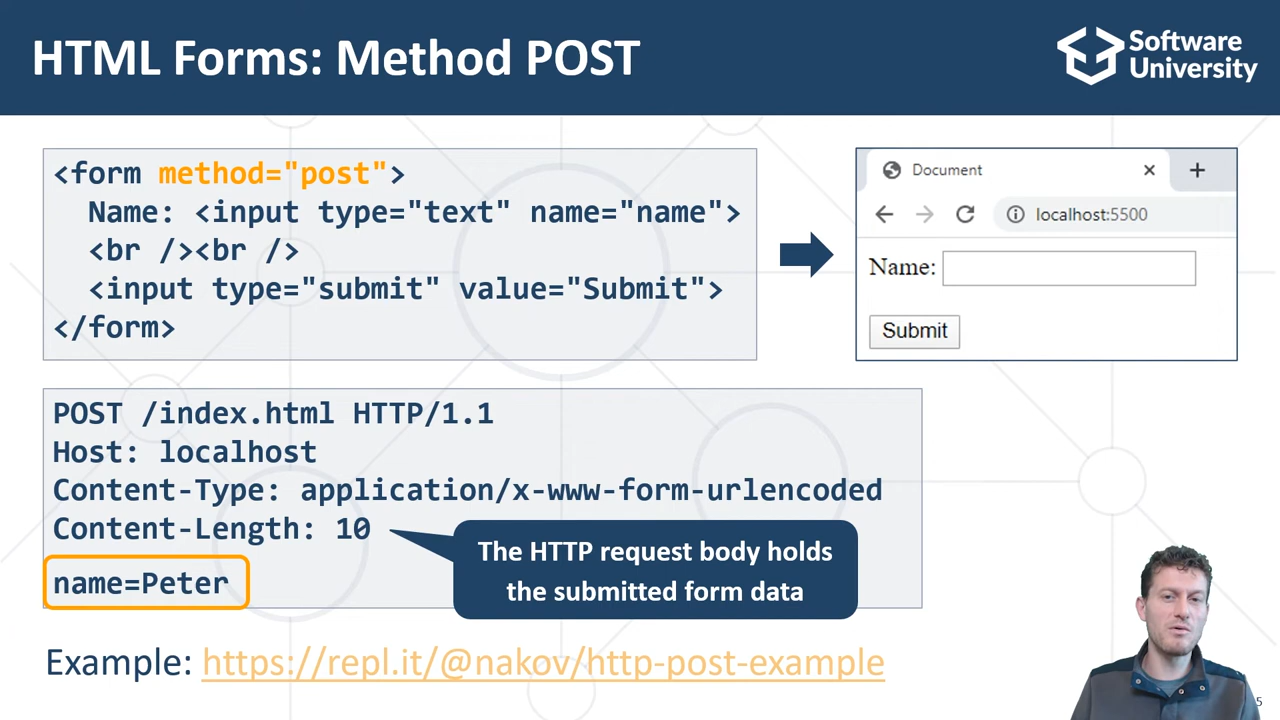 HTML Forms: Method POST
Software
University
<form method="post">
Name: <input type="text" name="name">
<br /><br />
<input type="submit" value="Submit">
</form>
Document
localhost:5500
Name:
Submit
POST /index.html HTTP/1.1
Host: localhost
Content-Type: application/x-www-form-urlencoded
Content-Length: 10
name=Peter
The HTTP request body holds
the submitted form data
Example: https://repl.it/@nakov/http-post-example
5